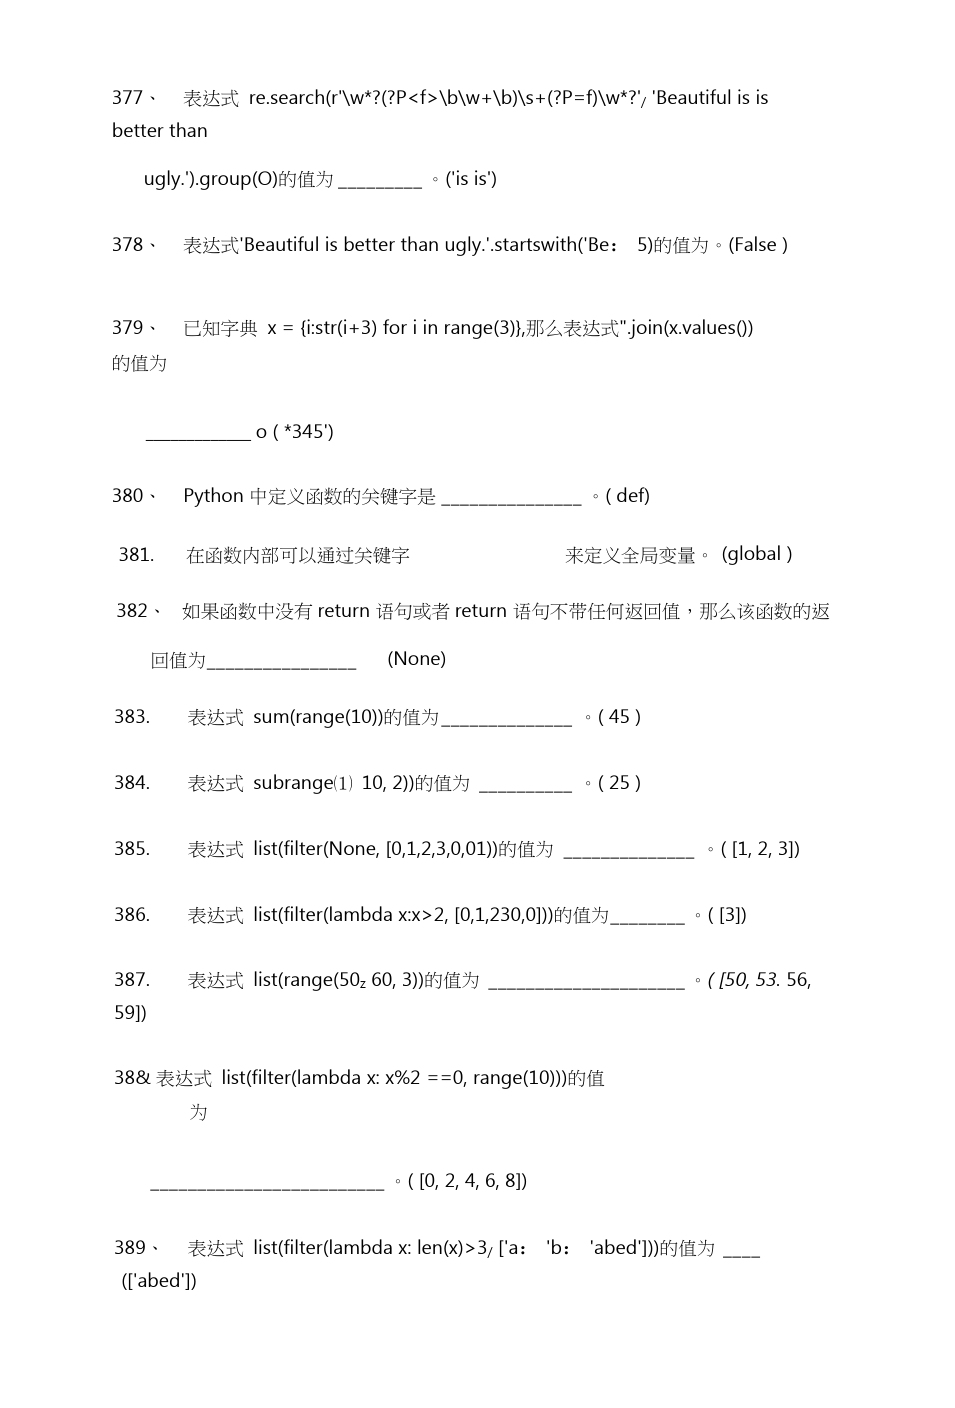 377、 表达式 re.search(r'\w*?(?P<f>\b\w+\b)\s+(?P=f)\w*?'/ 'Beautiful is is
better than
ugly.').group(O)的值为 _________ 。('is is')
378、 表达式'Beautiful is better than ugly.'.startswith('Be： 5)的值为。(False )
379、 已知字典 x = {i:str(i+3) for i in range(3)},那么表达式".join(x.values())
的值为
___________ o ( *345')
380、 Python 中定义函数的关键字是 _______________ 。( def)
381. 在函数内部可以通过关键字 来定义全局变量。 (global )
382、 如果函数中没有 return 语句或者 return 语句不带任何返回值，那么该函数的返
回值为________________ (None)
383. 表达式 sum(range(10))的值为______________ 。( 45 )
384. 表达式 subrange⑴ 10, 2))的值为 __________ 。( 25 )
385. 表达式 list(filter(None, [0,1,2,3,0,01))的值为 ______________ 。( [1, 2, 3])
386. 表达式 list(filter(lambda x:x>2, [0,1,230,0]))的值为________ 。( [3])
387. 表达式 list(range(50z 60, 3))的值为 _____________________ 。( [50, 53. 56,
59])
38& 表达式 list(filter(lambda x: x%2 ==0, range(10)))的值
为
_________________________ 。( [0, 2, 4, 6, 8])
389、 表达式 list(filter(lambda x: len(x)>3/ ['a： 'b： 'abed']))的值为 ____
(['abed'])